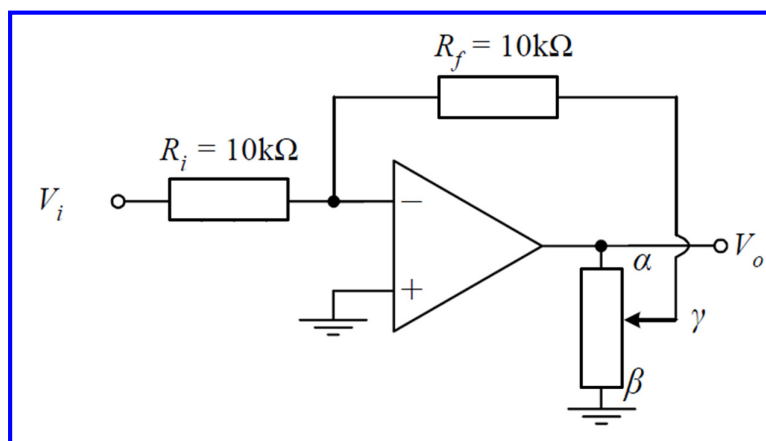 R_f = 10kΩ
R_i = 10kΩ
V_i
−
+
α
V_o
γ
β